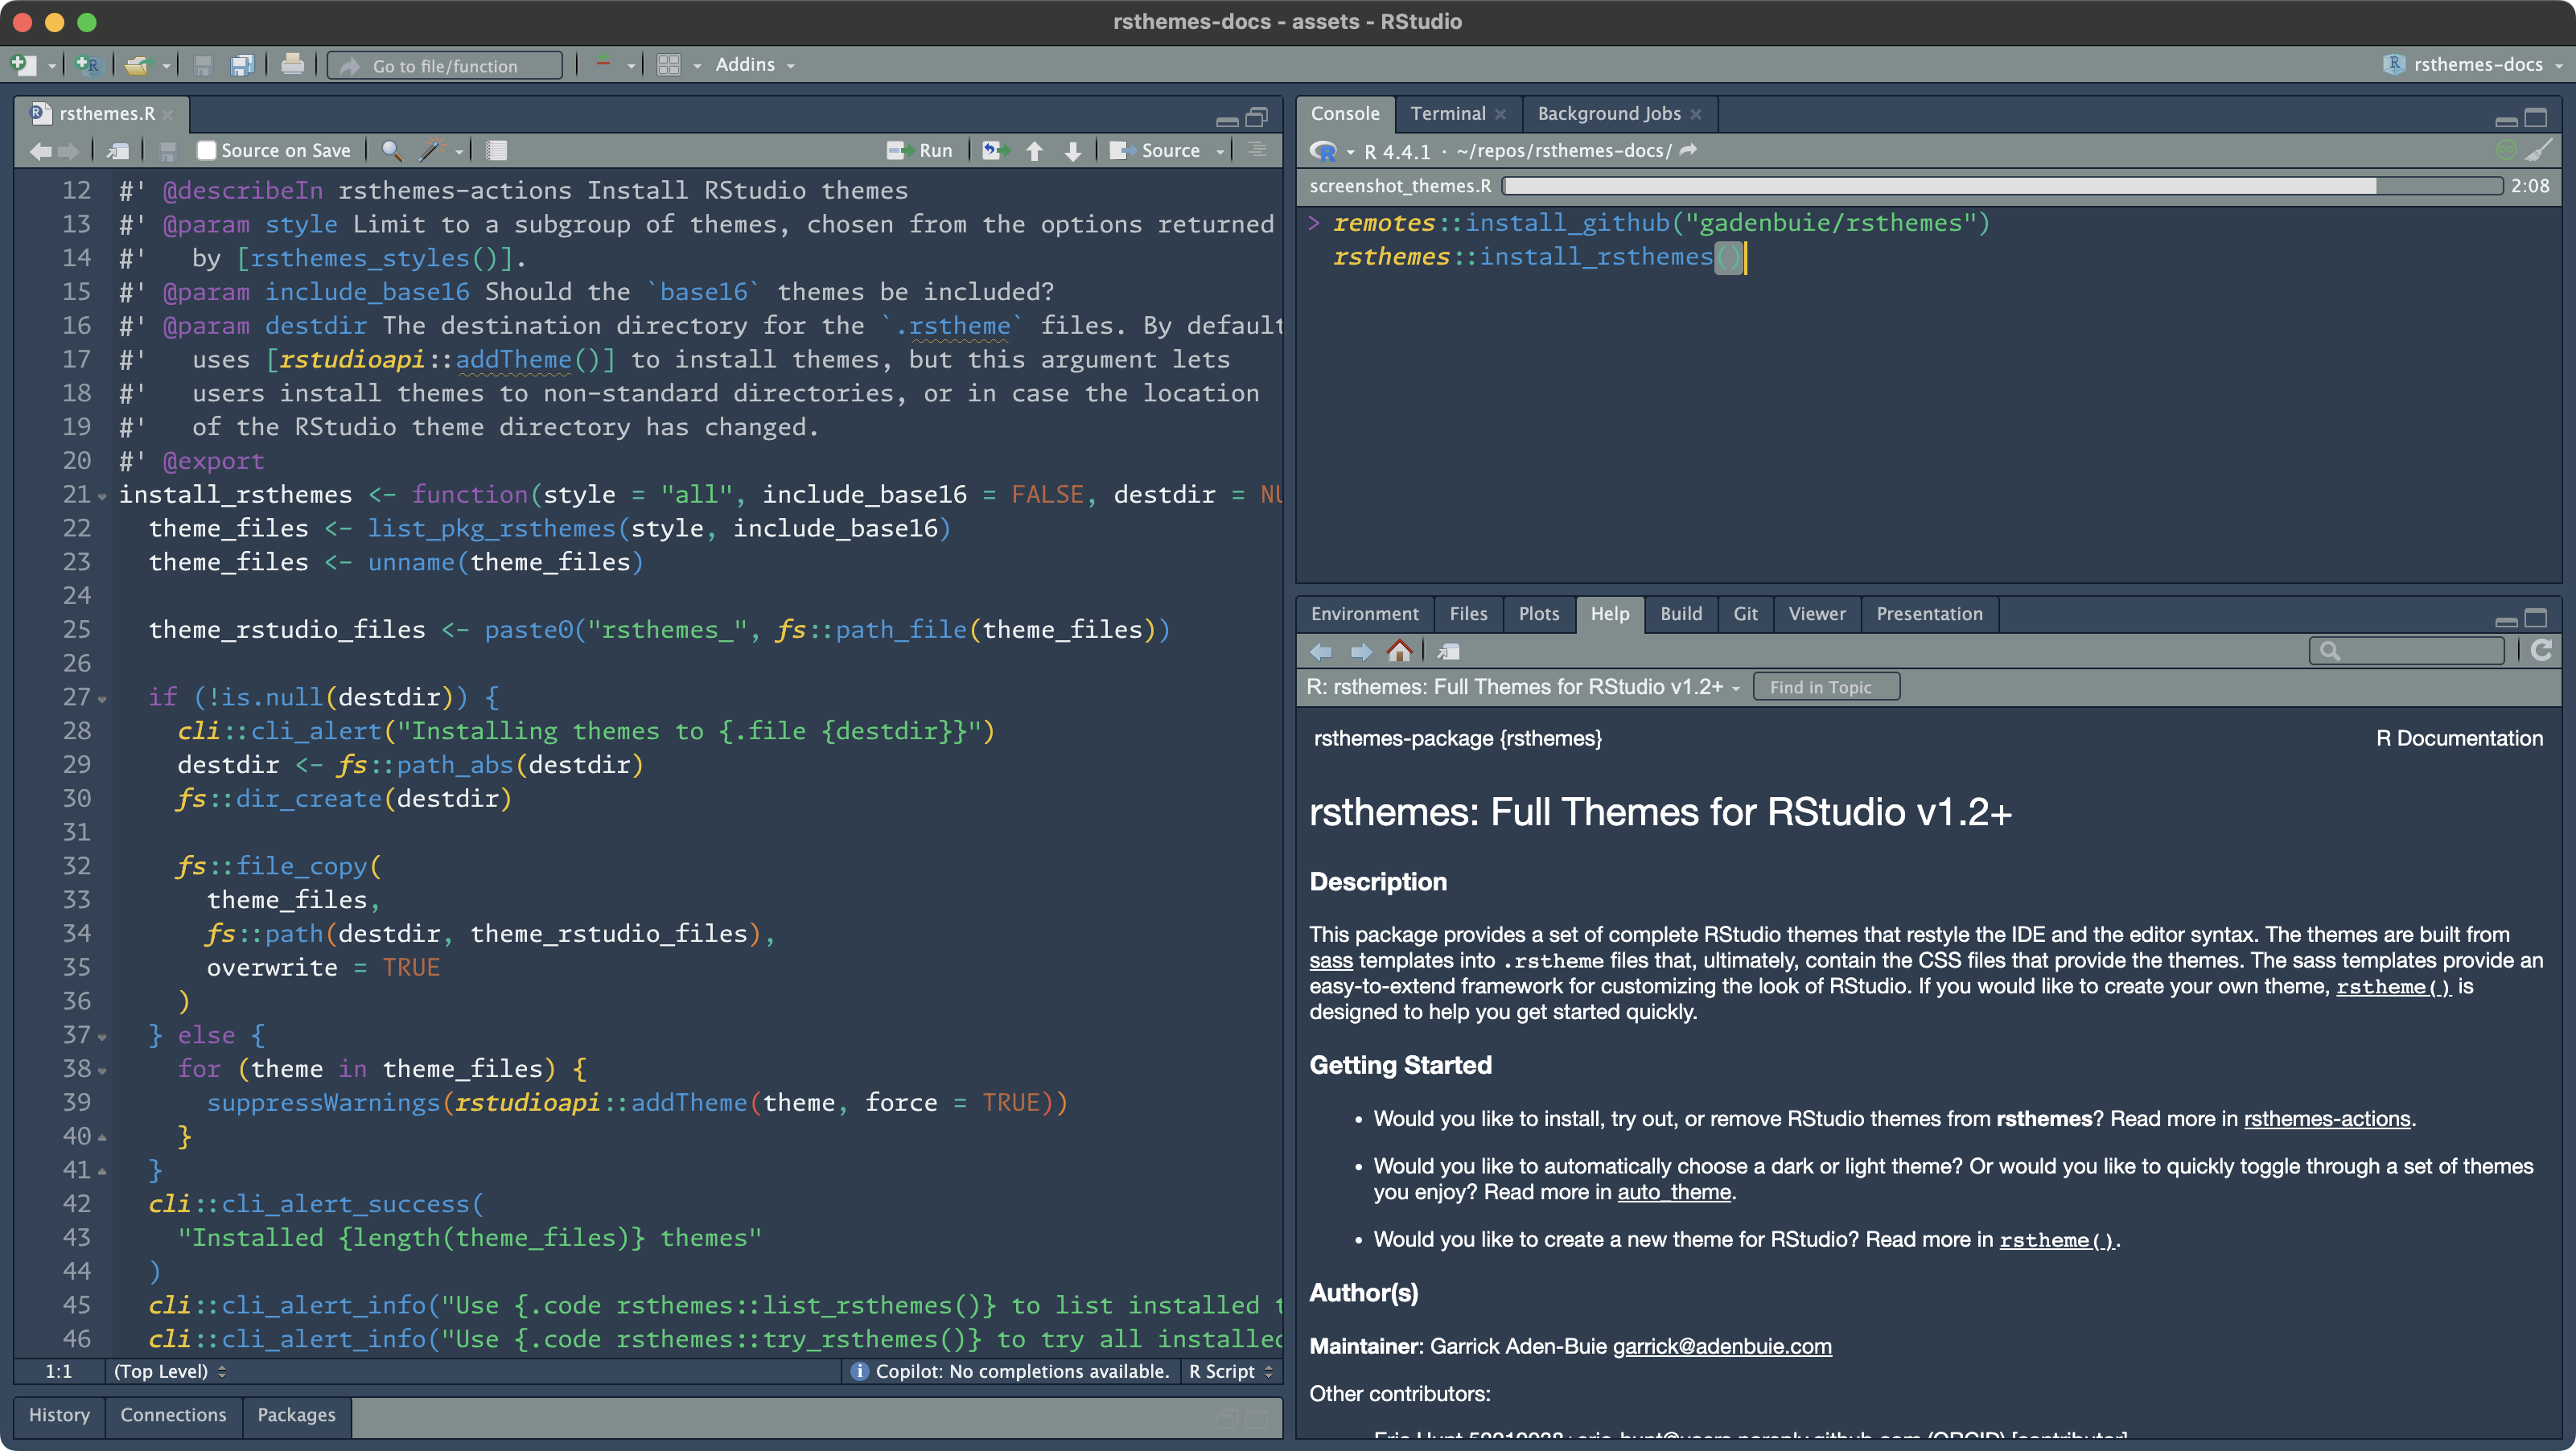 rsthemes-docs - assets - RStudio
Go to file/function
Addins
rsthemes-docs
rsthemes.R
Source on Save
Run
Source
12 #' @describeIn rsthemes-actions Install RStudio themes
13 #' @param style Limit to a subgroup of themes, chosen from the options returned
14 #'   by [rsthemes_styles()].
15 #' @param include_base16 Should the `base16` themes be included?
16 #' @param destdir The destination directory for the `.rstheme` files. By default
17 #'   uses [rstudioapi::addTheme()] to install themes, but this argument lets
18 #'   users install themes to non-standard directories, or in case the location
19 #'   of the RStudio theme directory has changed.
20 #' @export
21 install_rsthemes <- function(style = "all", include_base16 = FALSE, destdir = NU
22   theme_files <- list_pkg_rsthemes(style, include_base16)
23   theme_files <- unname(theme_files)
24
25   theme_rstudio_files <- paste0("rsthemes_", fs::path_file(theme_files))
26
27   if (!is.null(destdir)) {
28     cli::cli_alert("Installing themes to {.file {destdir}}")
29     destdir <- fs::path_abs(destdir)
30     fs::dir_create(destdir)
31
32     fs::file_copy(
33       theme_files,
34       fs::path(destdir, theme_rstudio_files),
35       overwrite = TRUE
36     )
37   } else {
38     for (theme in theme_files) {
39       suppressWarnings(rstudioapi::addTheme(theme, force = TRUE))
40     }
41   }
42   cli::cli_alert_success(
43     "Installed {length(theme_files)} themes"
44   )
45   cli::cli_alert_info("Use {.code rsthemes::list_rsthemes()} to list installed t
46   cli::cli_alert_info("Use {.code rsthemes::try_rsthemes()} to try all installed
1:1 (Top Level) Copilot: No completions available. R Script
History Connections Packages
Console Terminal Background Jobs
R 4.4.1 · ~/repos/rsthemes-docs/
screenshot_themes.R 2:08
> remotes::install_github("gadenbuie/rsthemes")
rsthemes::install_rsthemes()
Environment Files Plots Help Build Git Viewer Presentation
R: rsthemes: Full Themes for RStudio v1.2+ Find in Topic
rsthemes-package {rsthemes} R Documentation
rsthemes: Full Themes for RStudio v1.2+
Description
This package provides a set of complete RStudio themes that restyle the IDE and the editor syntax. The themes are built from
sass templates into .rstheme files that, ultimately, contain the CSS files that provide the themes. The sass templates provide an
easy-to-extend framework for customizing the look of RStudio. If you would like to create your own theme, rstheme() is
designed to help you get started quickly.
Getting Started
• Would you like to install, try out, or remove RStudio themes from rsthemes? Read more in rsthemes-actions.
• Would you like to automatically choose a dark or light theme? Or would you like to quickly toggle through a set of themes
you enjoy? Read more in auto_theme.
• Would you like to create a new theme for RStudio? Read more in rstheme().
Author(s)
Maintainer: Garrick Aden-Buie garrick@adenbuie.com
Other contributors: